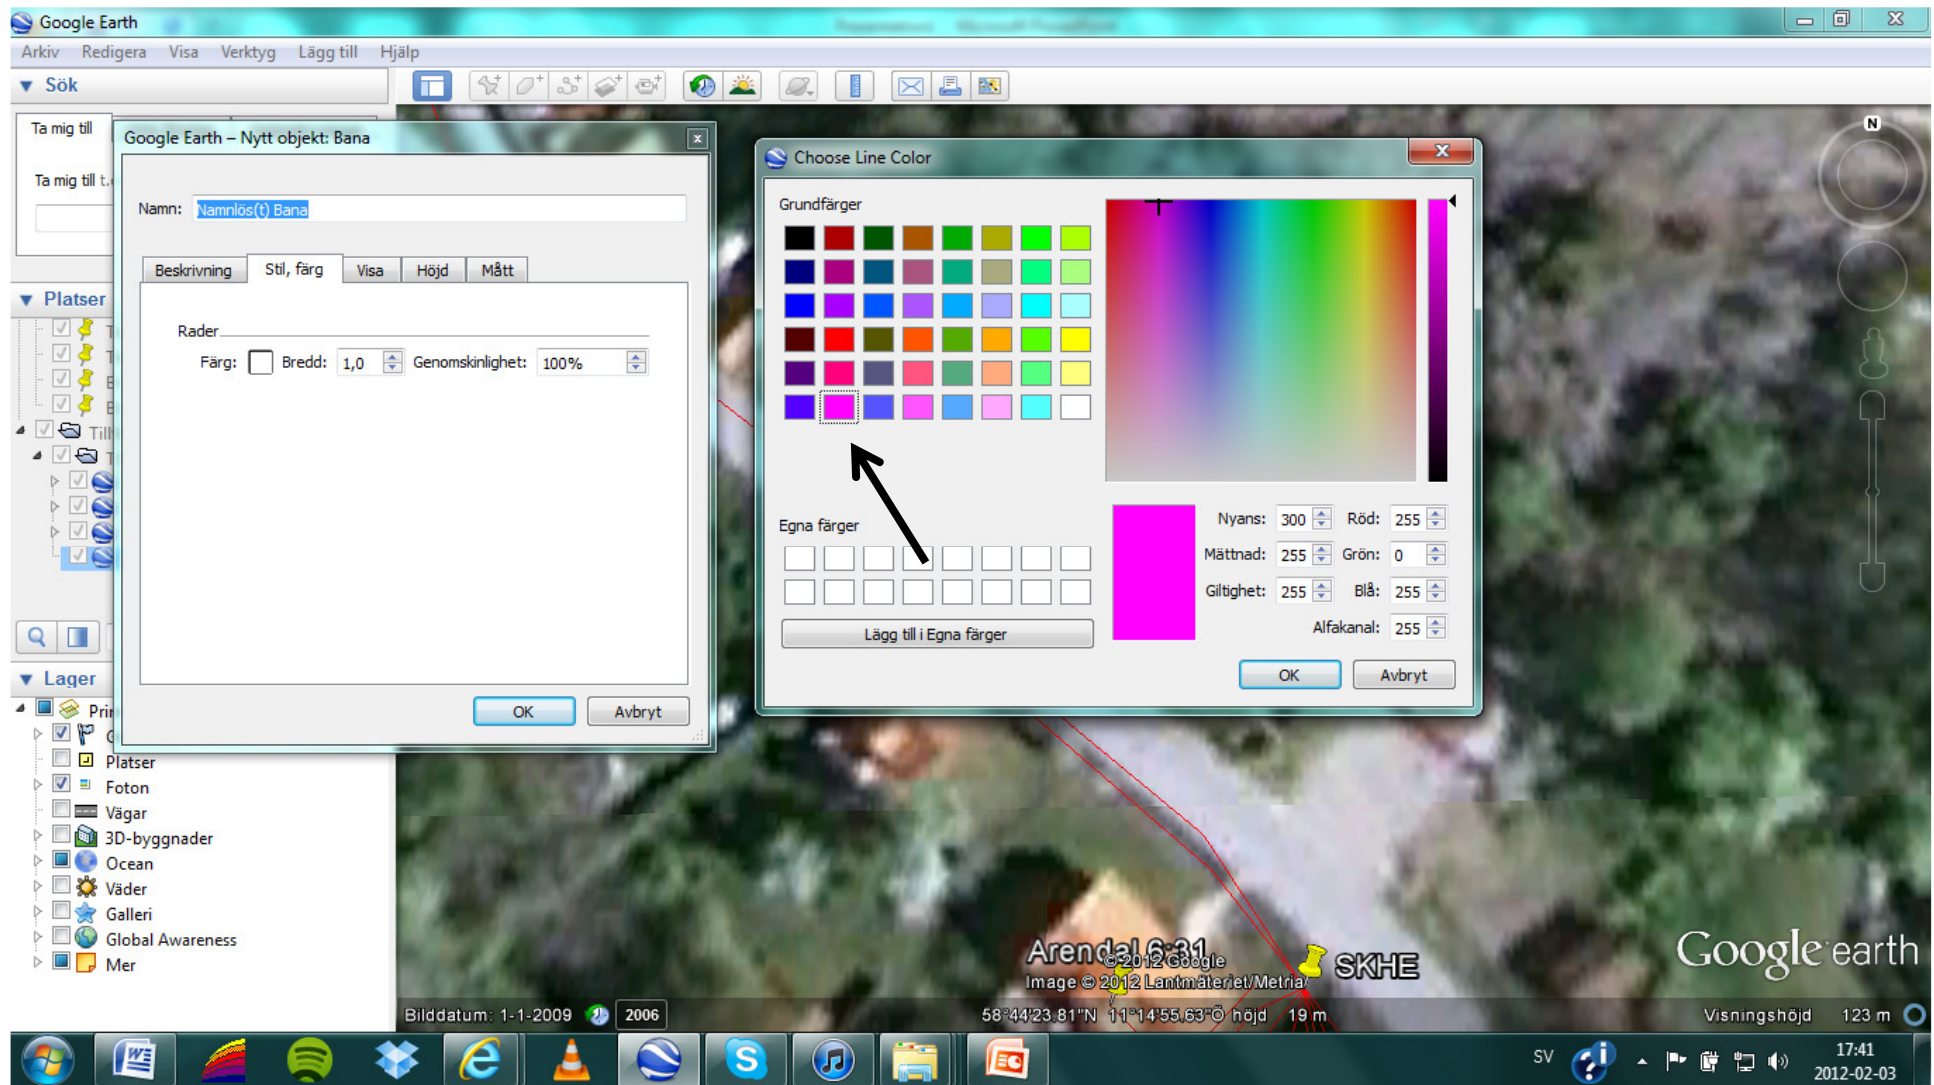 Google Earth
Arkiv Redigera Visa Verktyg Lägg till Hjälp
Sök
Ta mig till
Ta mig till t.
Platser
Google Earth – Nytt objekt: Bana
Namn: Namnlös(t) Bana
Beskrivning Stil, färg Visa Höjd Mått
Rader
Färg: Bredd: 1,0 Genomskinlighet: 100%
OK Avbryt
Choose Line Color
Grundfärger
Egna färger
Lägg till i Egna färger
Nyans: 300 Röd: 255
Mättnad: 255 Grön: 0
Giltighet: 255 Blå: 255
Alfakanal: 255
OK Avbryt
Lager
Platser
Foton
Vägar
3D-byggnader
Ocean
Väder
Galleri
Global Awareness
Mer
N
Arendal 6:31
SKHE
© 2012 Google
Image © 2012 Lantmäteriet/Metria
Google earth
Bilddatum: 1-1-2009 2006 58°44'23.81"N 11°14'55.63"Ö höjd 19 m Visningshöjd 123 m
SV 17:41
2012-02-03